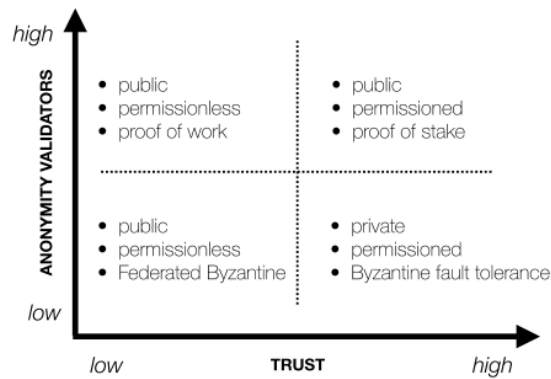 high
ANONYMITY VALIDATORS
• public
• permissionless
• proof of work
• public
• permissioned
• proof of stake
• public
• permissionless
• Federated Byzantine
• private
• permissioned
• Byzantine fault tolerance
low
low
TRUST
high